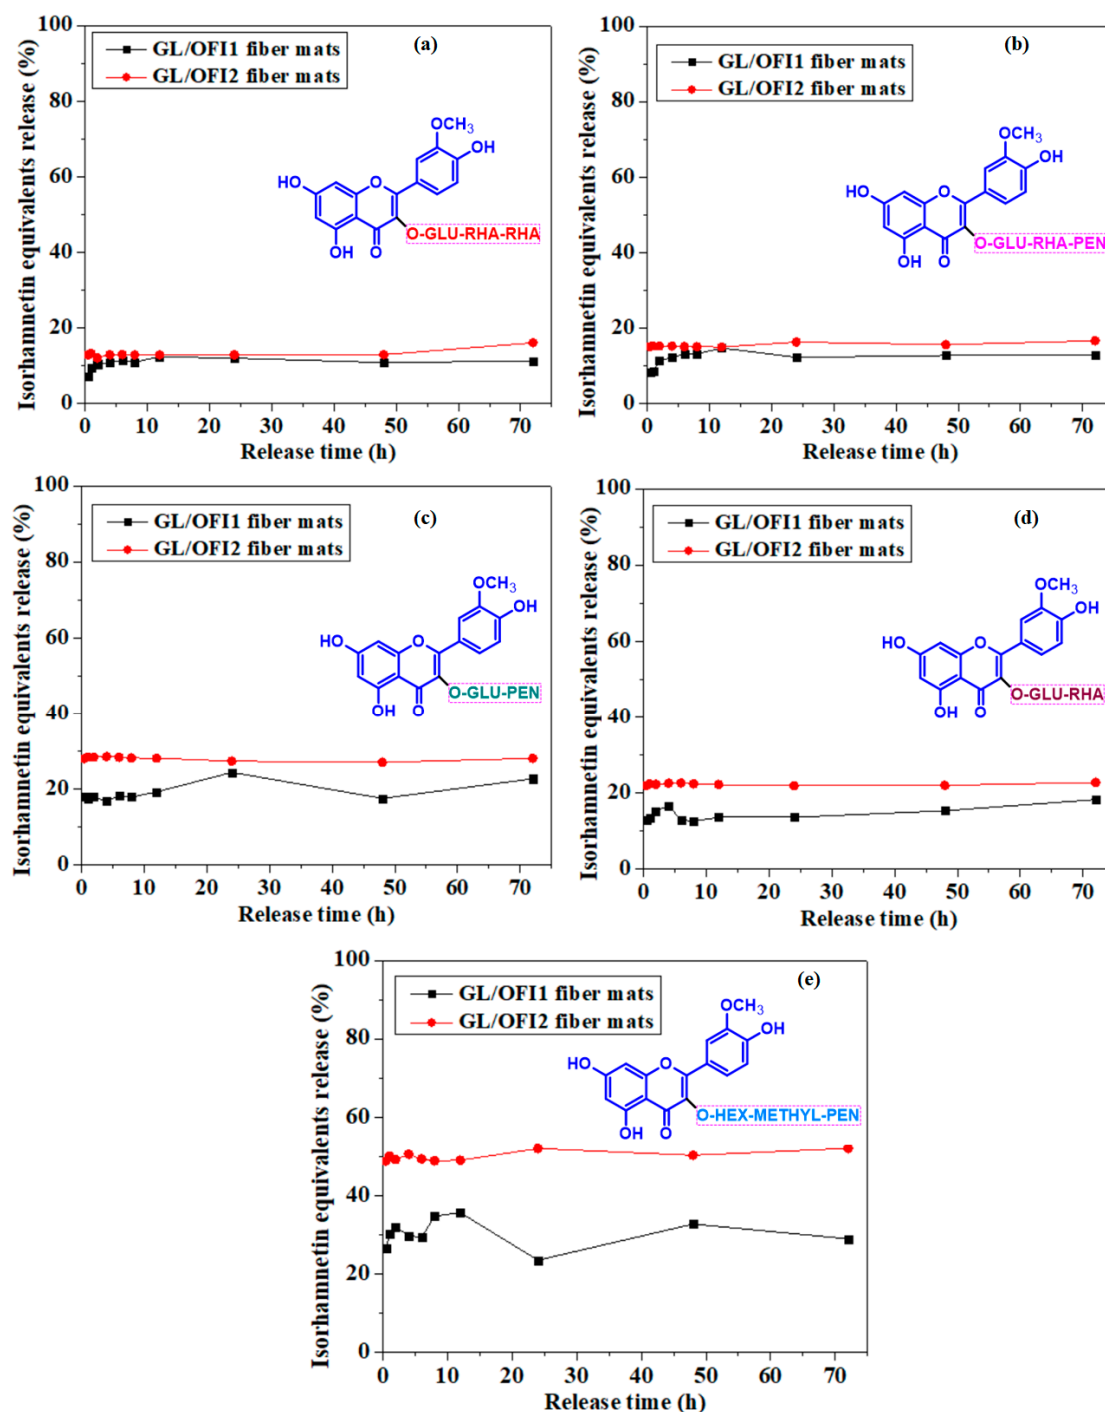 100
80
60
40
20
0
Isorhamnetin equivalents release (%)
GL/OFI1 fiber mats
GL/OFI2 fiber mats
(a)
OCH3
OH
HO
O
O-GLU-RHA-RHA
OH
O
0 10 20 30 40 50 60 70
Release time (h)
100
80
60
40
20
0
Isorhamnetin equivalents release (%)
GL/OFI1 fiber mats
GL/OFI2 fiber mats
(b)
OCH3
OH
HO
O
O-GLU-RHA-PEN
OH
O
0 10 20 30 40 50 60 70
Release time (h)
100
80
60
40
20
0
Isorhamnetin equivalents release (%)
GL/OFI1 fiber mats
GL/OFI2 fiber mats
(c)
OCH3
OH
HO
O
O-GLU-PEN
OH
O
0 10 20 30 40 50 60 70
Release time (h)
100
80
60
40
20
0
Isorhamnetin equivalents release (%)
GL/OFI1 fiber mats
GL/OFI2 fiber mats
(d)
OCH3
OH
HO
O
O-GLU-RHA
OH
O
0 10 20 30 40 50 60 70
Release time (h)
100
80
60
40
20
0
Isorhamnetin equivalents release (%)
GL/OFI1 fiber mats
GL/OFI2 fiber mats
(e)
OCH3
OH
HO
O
O-HEX-METHYL-PEN
OH
O
0 10 20 30 40 50 60 70
Release time (h)